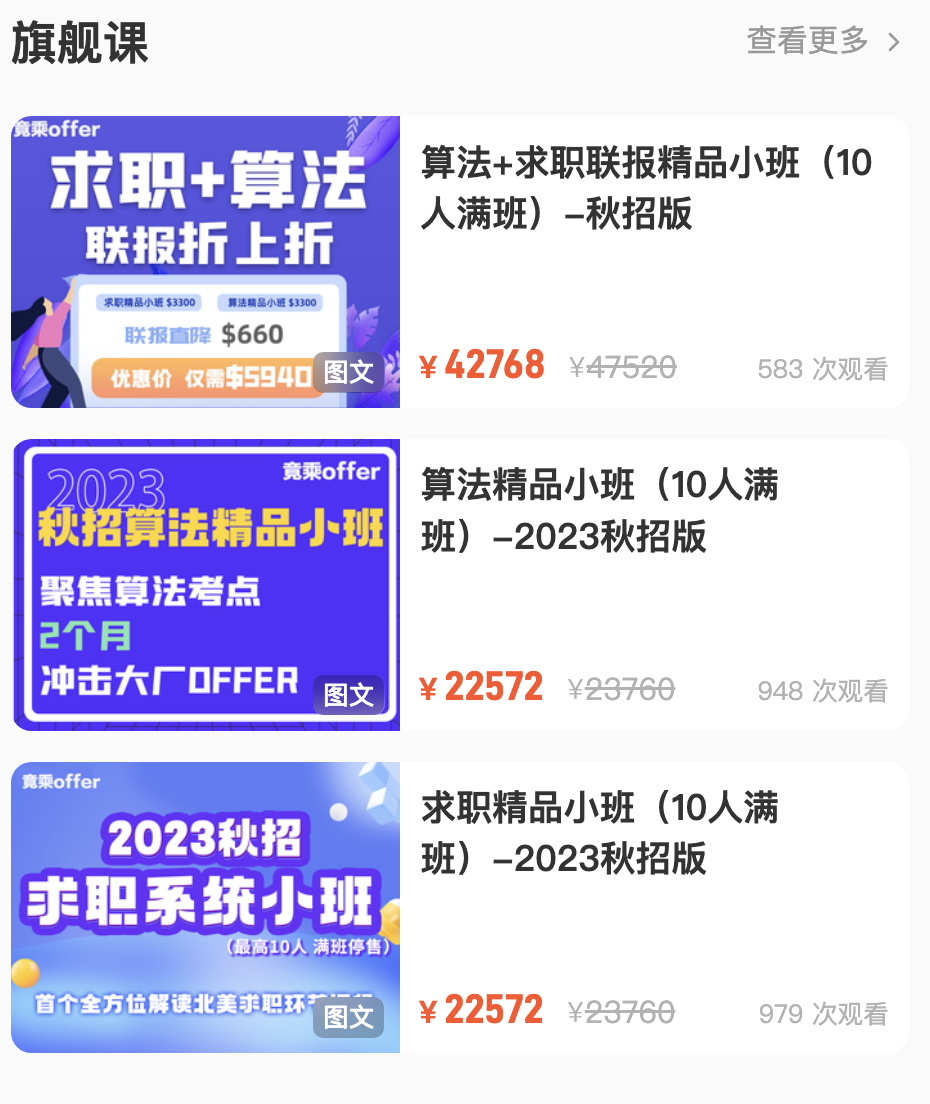 旗舰课
查看更多
竟乘offer
求职+算法
联报折上折
求职精品小班 $3300 算法精品小班 $3300
联报直降 $660
优惠价 仅需$5940
图文
算法+求职联报精品小班（10
人满班）-秋招版
¥ 42768 ¥47520 583 次观看
竟乘offer
2023
秋招算法精品小班
聚焦算法考点
2个月
冲击大厂OFFER
图文
算法精品小班（10人满
班）-2023秋招版
¥ 22572 ¥23760 948 次观看
竟乘offer
2023秋招
求职系统小班
（最高10人 满班停售）
首个全方位解读北美求职环
图文
求职精品小班（10人满
班）-2023秋招版
¥ 22572 ¥23760 979 次观看